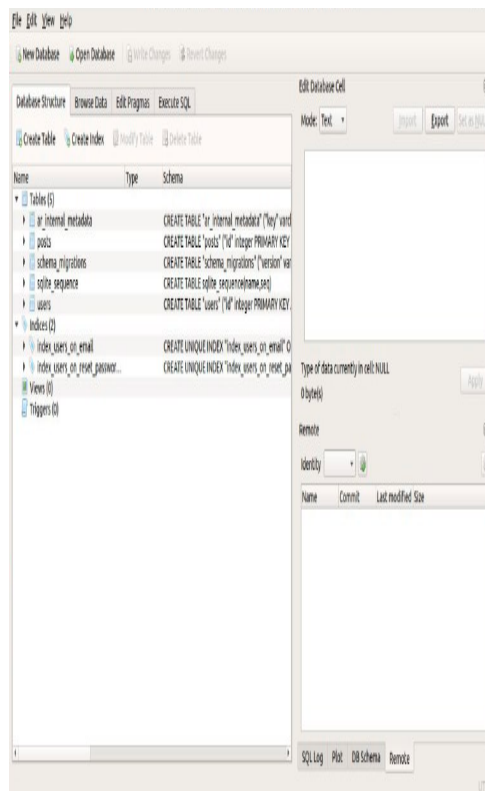 File Edit View Help
New Database Open Database Write Changes Revert Changes
Database Structure Browse Data Edit Pragmas Execute SQL
Create Table Create Index Modify Table Delete Table
Name Type Schema
Tables (5)
ar_internal_metadata CREATE TABLE "ar_internal_metadata" ("key" varc
posts CREATE TABLE "posts" ("id" integer PRIMARY KEY
schema_migrations CREATE TABLE "schema_migrations" ("version" var
sqlite_sequence CREATE TABLE sqlite_sequence(name,seq)
users CREATE TABLE "users" ("id" integer PRIMARY KEY
Indices (2)
index_users_on_email CREATE UNIQUE INDEX "index_users_on_email" O
index_users_on_reset_passwor... CREATE UNIQUE INDEX "index_users_on_reset_pa
Views (0)
Triggers (0)
Edit Database Cell
Mode: Text Import Export Set as NU
Type of data currently in cell: NULL
0 byte(s)
Apply
Remote
Identity
Name Commit Last modified Size
SQL Log Plot DB Schema Remote